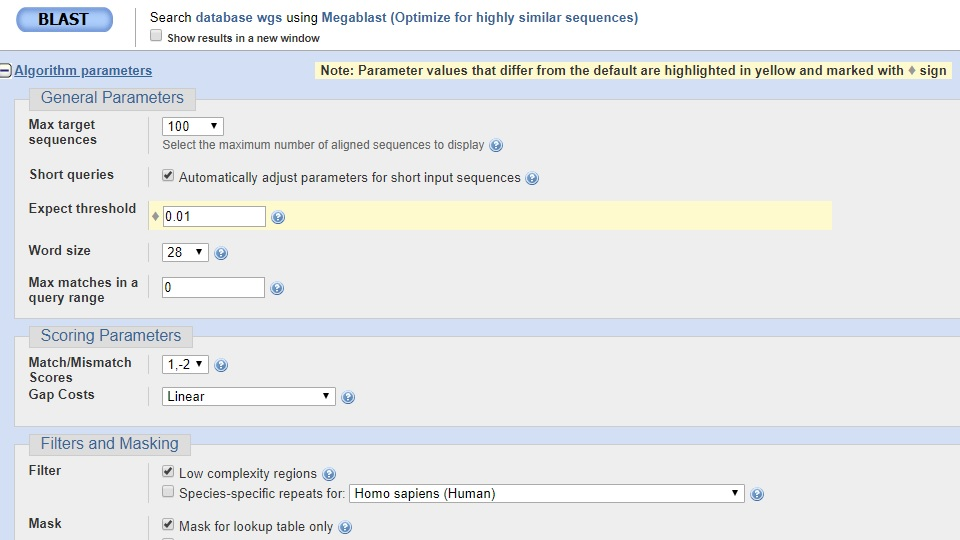 BLAST
Search database wgs using Megablast (Optimize for highly similar sequences)
Show results in a new window
Algorithm parameters
Note: Parameter values that differ from the default are highlighted in yellow and marked with ♦ sign
General Parameters
Max target
sequences
100
Select the maximum number of aligned sequences to display
Short queries
Automatically adjust parameters for short input sequences
Expect threshold
0.01
Word size
28
Max matches in a
query range
0
Scoring Parameters
Match/Mismatch
Scores
1,-2
Gap Costs
Linear
Filters and Masking
Filter
Low complexity regions
Species-specific repeats for:
Homo sapiens (Human)
Mask
Mask for lookup table only